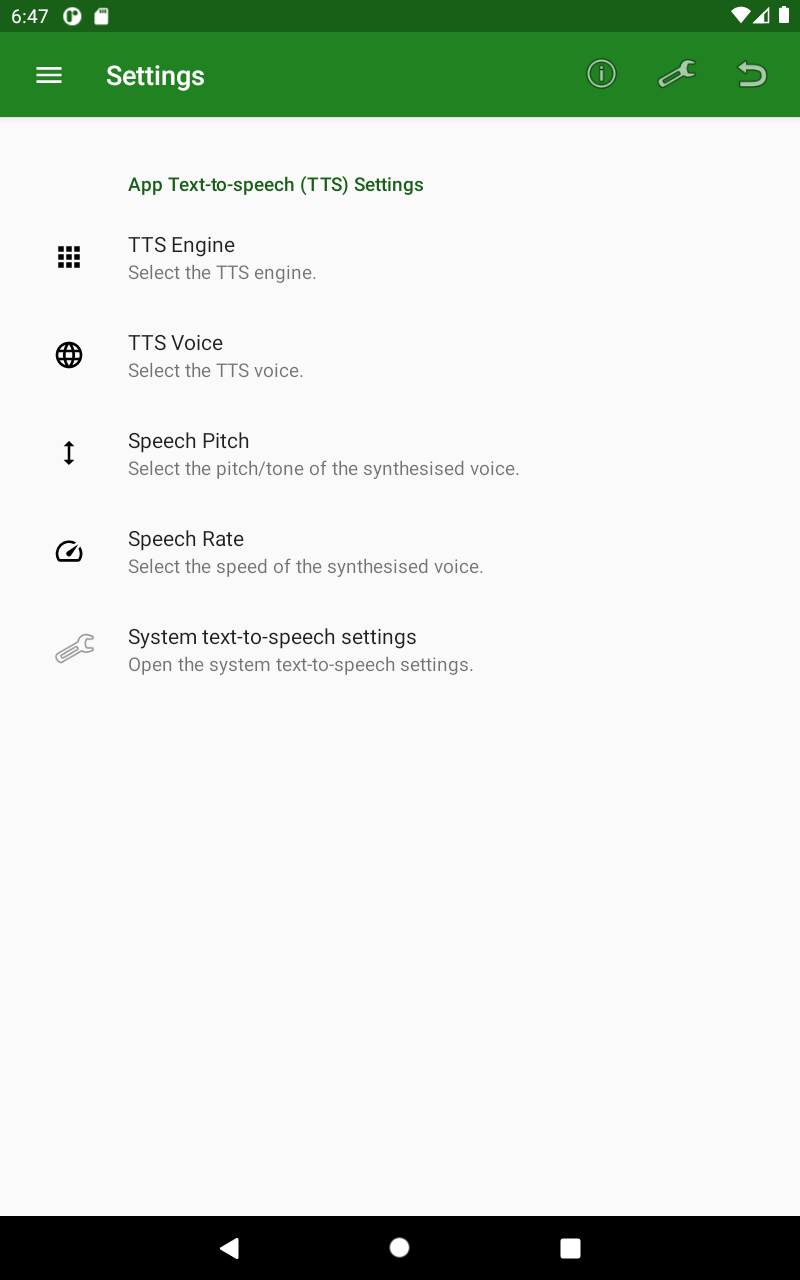 6:47
Settings
App Text-to-speech (TTS) Settings
TTS Engine
Select the TTS engine.
TTS Voice
Select the TTS voice.
Speech Pitch
Select the pitch/tone of the synthesised voice.
Speech Rate
Select the speed of the synthesised voice.
System text-to-speech settings
Open the system text-to-speech settings.